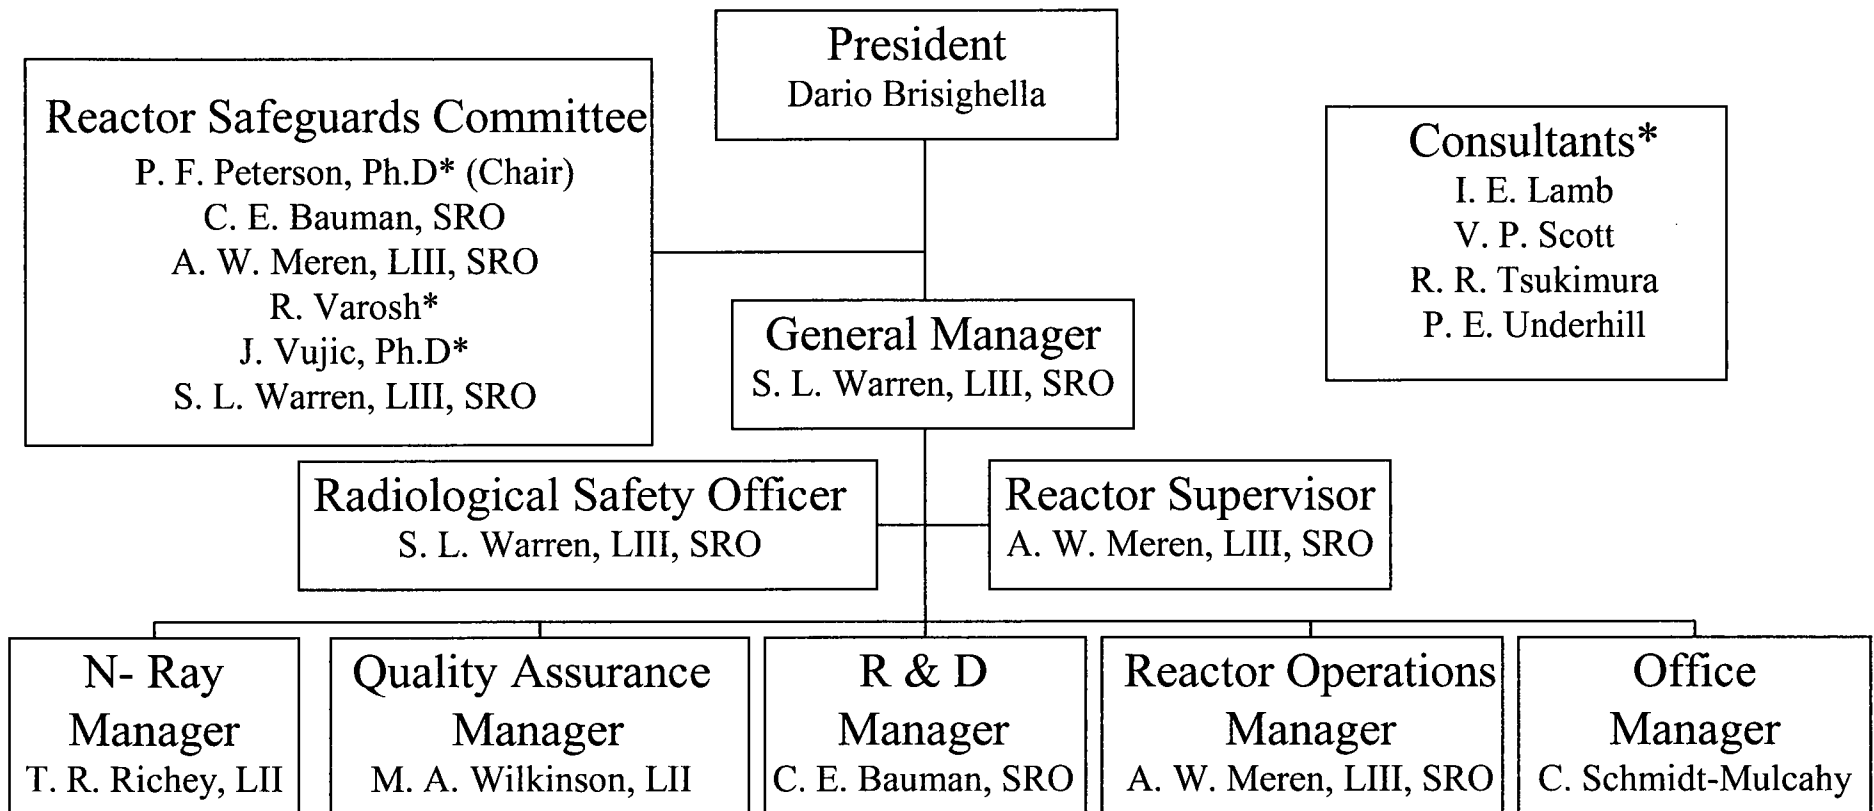 President
Dario Brisighella
Reactor Safeguards Committee
P. F. Peterson, Ph.D* (Chair)
C. E. Bauman, SRO
A. W. Meren, LIII, SRO
R. Varosh*
J. Vujic, Ph.D*
S. L. Warren, LIII, SRO
Consultants*
I. E. Lamb
V. P. Scott
R. R. Tsukimura
P. E. Underhill
General Manager
S. L. Warren, LIII, SRO
Radiological Safety Officer
S. L. Warren, LIII, SRO
Reactor Supervisor
A. W. Meren, LIII, SRO
N- Ray
Manager
T. R. Richey, LII
Quality Assurance
Manager
M. A. Wilkinson, LII
R & D
Manager
C. E. Bauman, SRO
Reactor Operations
Manager
A. W. Meren, LIII, SRO
Office
Manager
C. Schmidt-Mulcahy